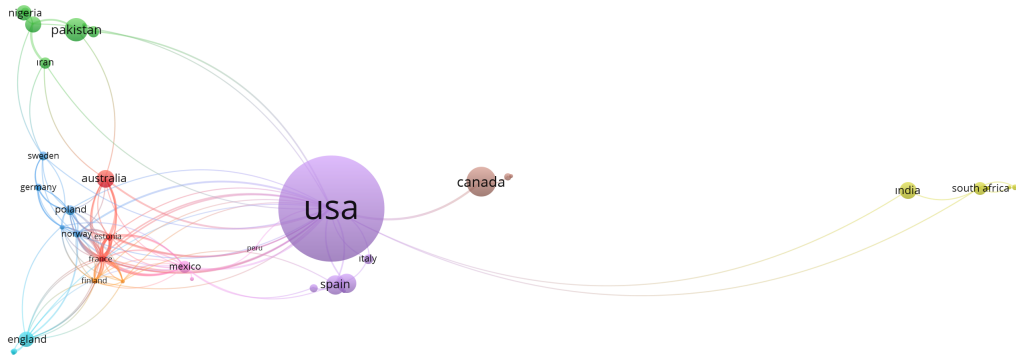 nigeria
pakistan
iran
sweden
germany
australia
poland
norway
estonia
france
finland
england
mexico
peru
usa
italy
spain
canada
india
south africa